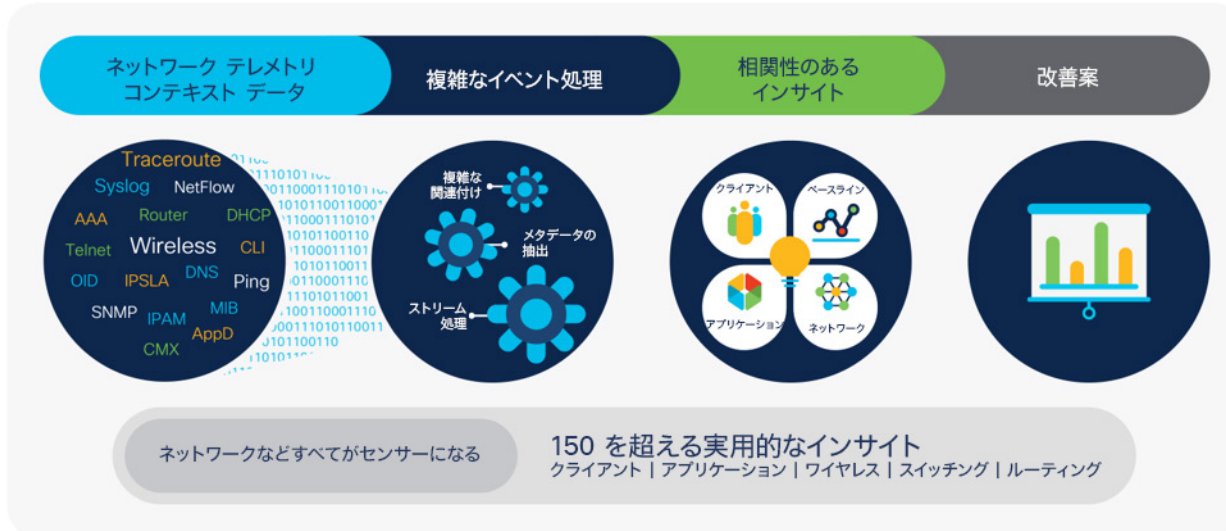 ネットワーク テレメトリ
コンテキスト データ
複雑なイベント処理
相関性のある
インサイト
改善案
Traceroute
Syslog NetFlow
AAA Router DHCP
Telnet Wireless CLI
OID IPSLA DNS Ping
SNMP IPAM MIB
AppD
CMX
複雑な
関連付け
メタデータの
抽出
ストリーム
処理
クライアント
ベースライン
アプリケーション
ネットワーク
ネットワークなどすべてがセンサーになる
150 を超える実用的なインサイト
クライアント | アプリケーション | ワイヤレス | スイッチング | ルーティング